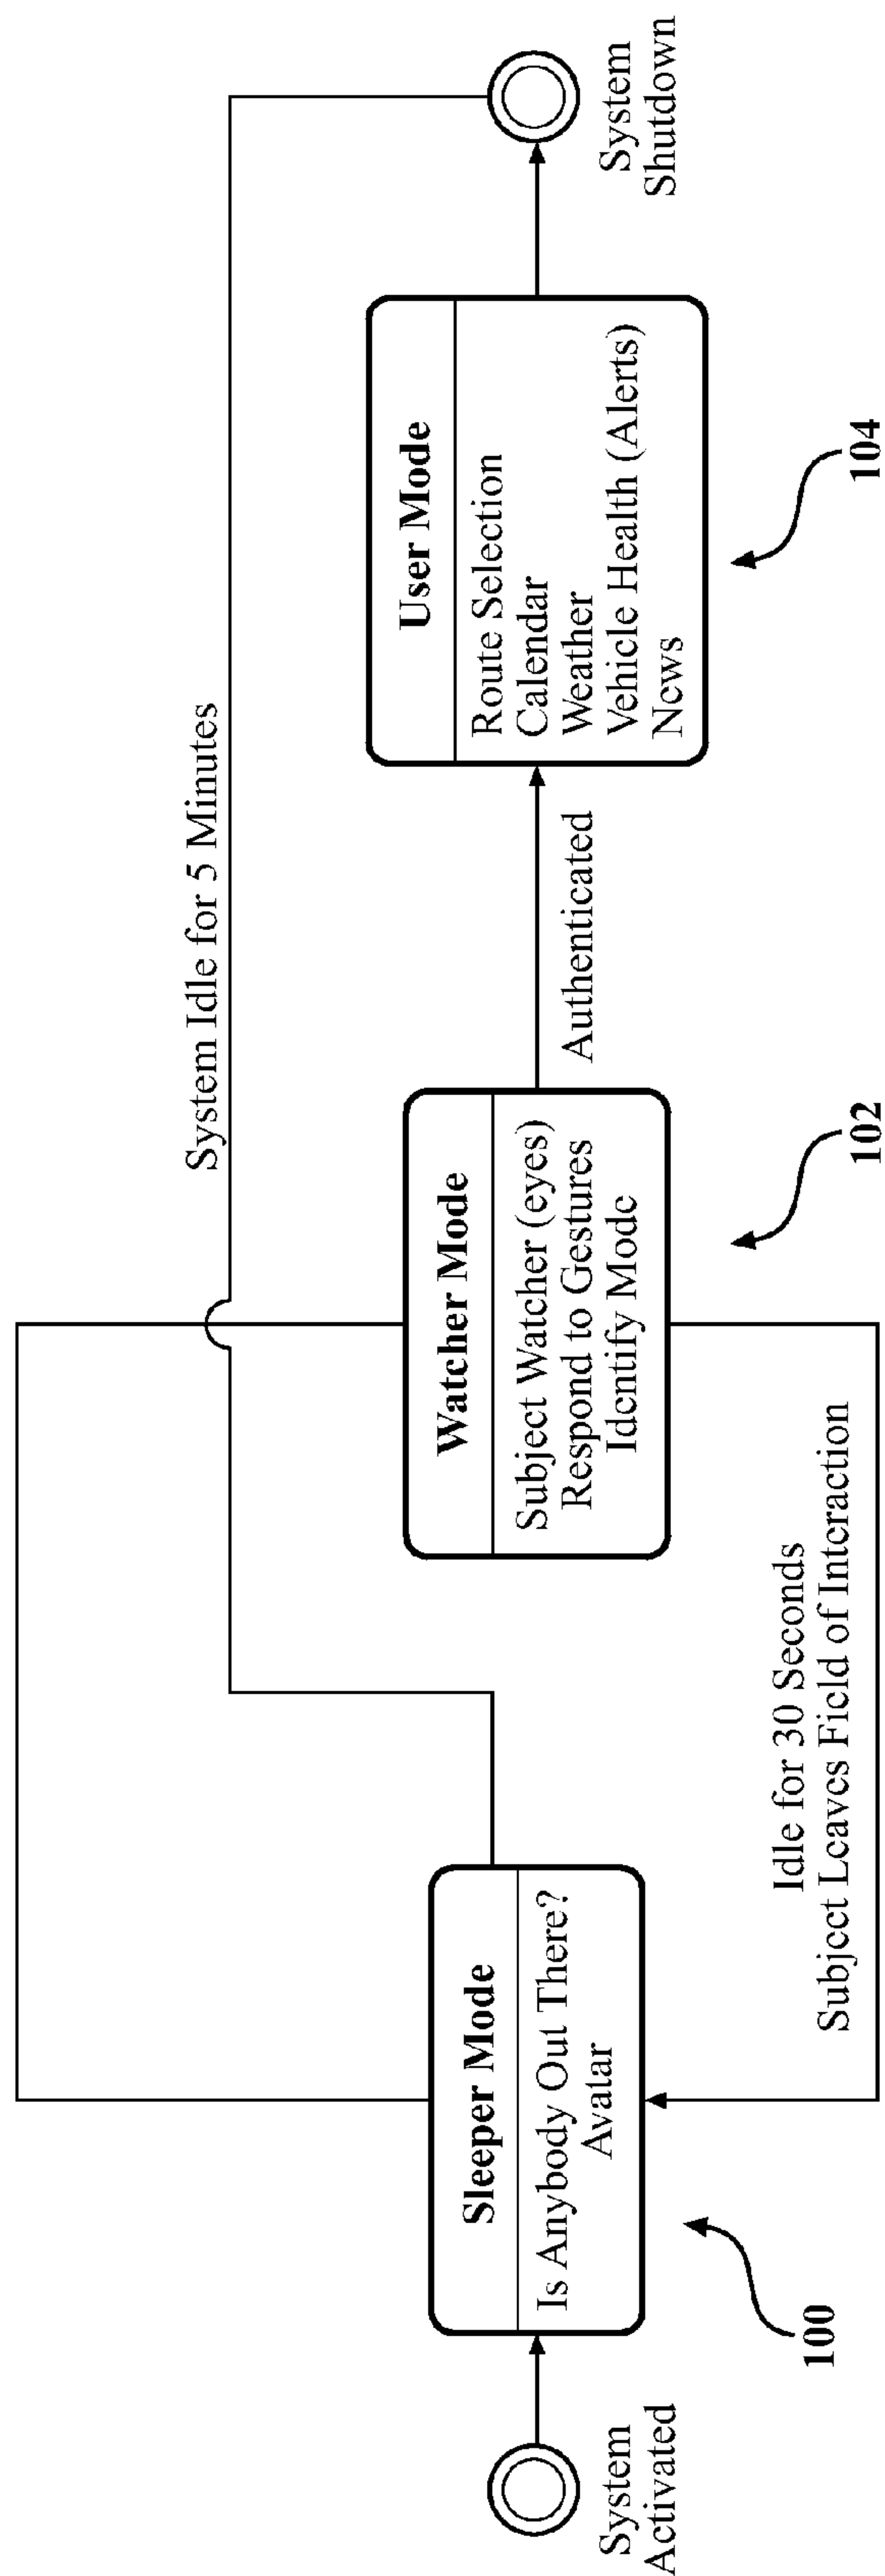 System Idle for 5 Minutes
System
Activated
Sleeper Mode
Is Anybody Out There?
Avatar
100
Idle for 30 Seconds
Subject Leaves Field of Interaction
Watcher Mode
Subject Watcher (eyes)
Respond to Gestures
Identify Mode
102
Authenticated
User Mode
Route Selection
Calendar
Weather
Vehicle Health (Alerts)
News
104
System
Shutdown